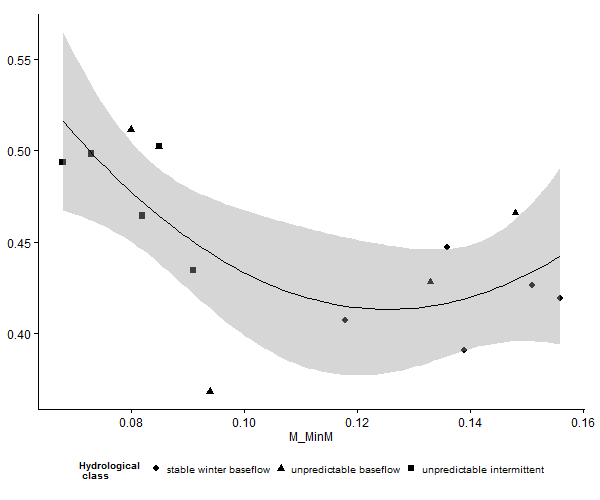 0.55
0.50
0.45
0.40
0.08 0.10 0.12 0.14 0.16
M_MinM
Hydrological
class
stable winter baseflow unpredictable baseflow unpredictable intermittent